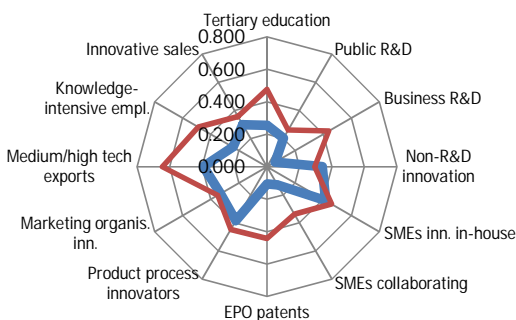 Tertiary education
0.800
Innovative sales
Public R&D
0.600
Knowledge-
intensive empl.
0.400
Business R&D
0.200
Medium/high tech
exports
0.000
Non-R&D
innovation
Marketing organis.
inn.
SMEs inn. in-house
Product process
innovators
SMEs collaborating
EPO patents